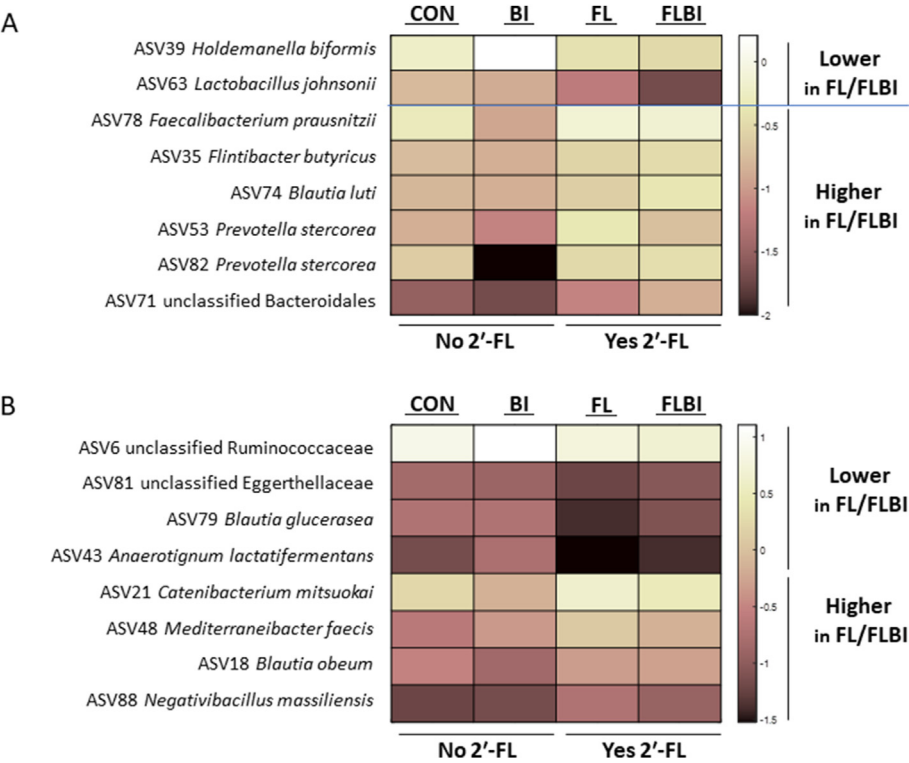 A
CON BI FL FLBI
ASV39 Holdemanella biformis
ASV63 Lactobacillus johnsonii
ASV78 Faecalibacterium prausnitzii
ASV35 Flintibacter butyricus
ASV74 Blautia luti
ASV53 Prevotella stercorea
ASV82 Prevotella stercorea
ASV71 unclassified Bacteroidales
0
-0.5
-1
-1.5
-2
Lower
in FL/FLBI
Higher
in FL/FLBI
No 2′-FL Yes 2′-FL
B
CON BI FL FLBI
ASV6 unclassified Ruminococcaceae
ASV81 unclassified Eggerthellaceae
ASV79 Blautia glucerasea
ASV43 Anaerotignum lactatifermentans
ASV21 Catenibacterium mitsuokai
ASV48 Mediterraneibacter faecis
ASV18 Blautia obeum
ASV88 Negativibacillus massiliensis
1
0.5
0
-0.5
-1
-1.5
Lower
in FL/FLBI
Higher
in FL/FLBI
No 2′-FL Yes 2′-FL